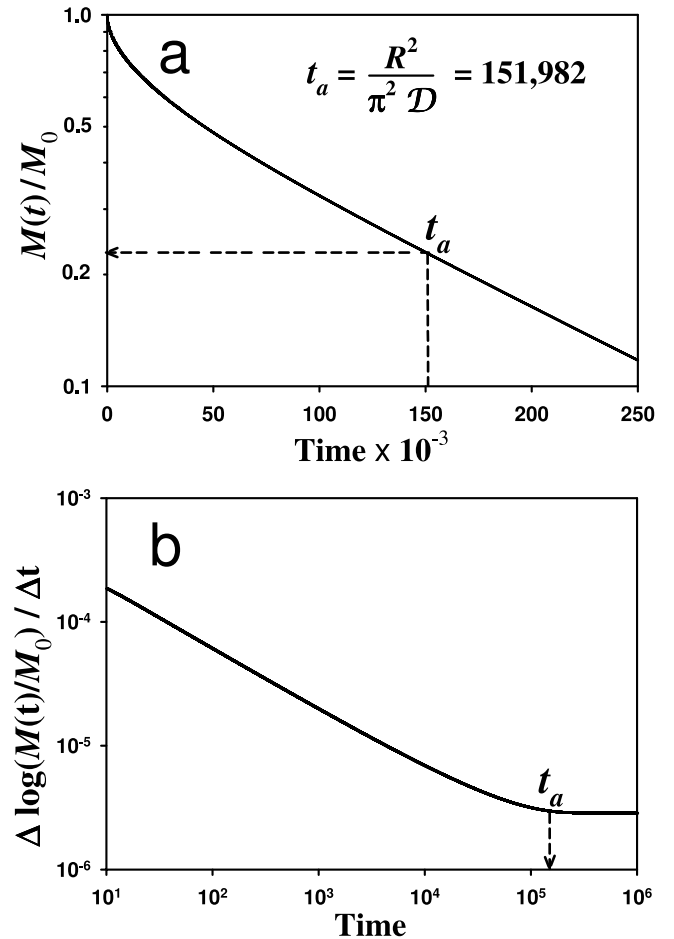 1.0
a
t_a = R^2 / π^2 𝒟 = 151,982
0.5
M(t)/M_0
t_a
0.2
0.1
0 50 100 150 200 250
Time x 10^-3
10^-3
b
10^-4
Δ log(M(t)/M_0) / Δt
10^-5
t_a
10^-6
10^1 10^2 10^3 10^4 10^5 10^6
Time